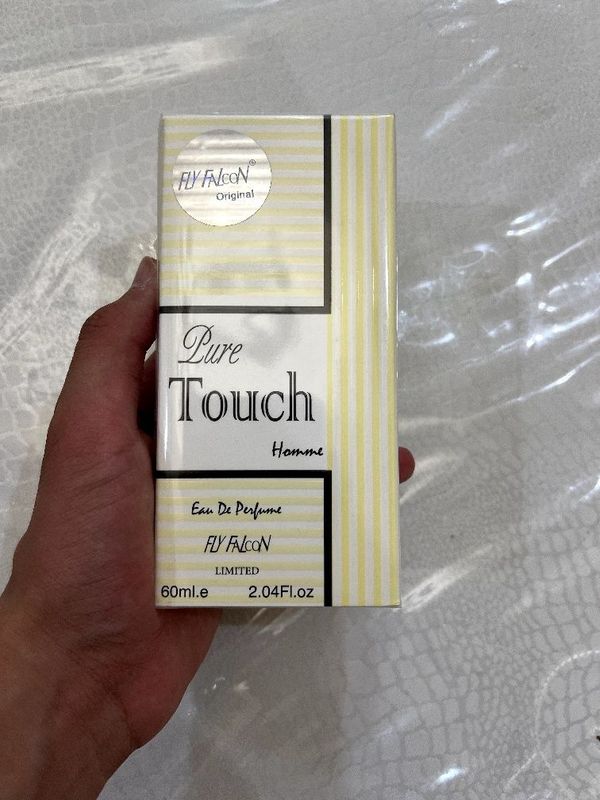 FLY FALCON®
Original
Pure
Touch
Homme
Eau De Perfume
FLY FALCON
LIMITED
60ml.e 2.04Fl.oz